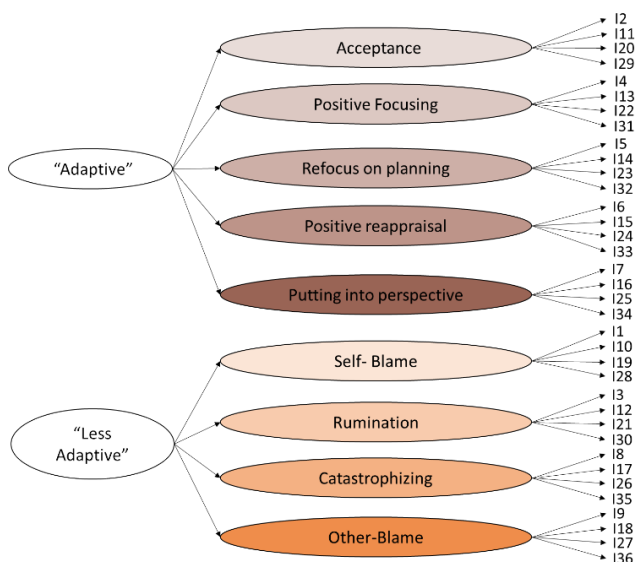 I2
I11
Acceptance
I20
I29
I4
I13
Positive Focusing
I22
I31
I5
I14
"Adaptive"
Refocus on planning
I23
I32
I6
I15
Positive reappraisal
I24
I33
I7
I16
Putting into perspective
I25
I34
I1
I10
Self- Blame
I19
I28
I3
I12
"Less
Adaptive"
Rumination
I21
I30
I8
I17
Catastrophizing
I26
I35
I9
I18
Other-Blame
I27
I36